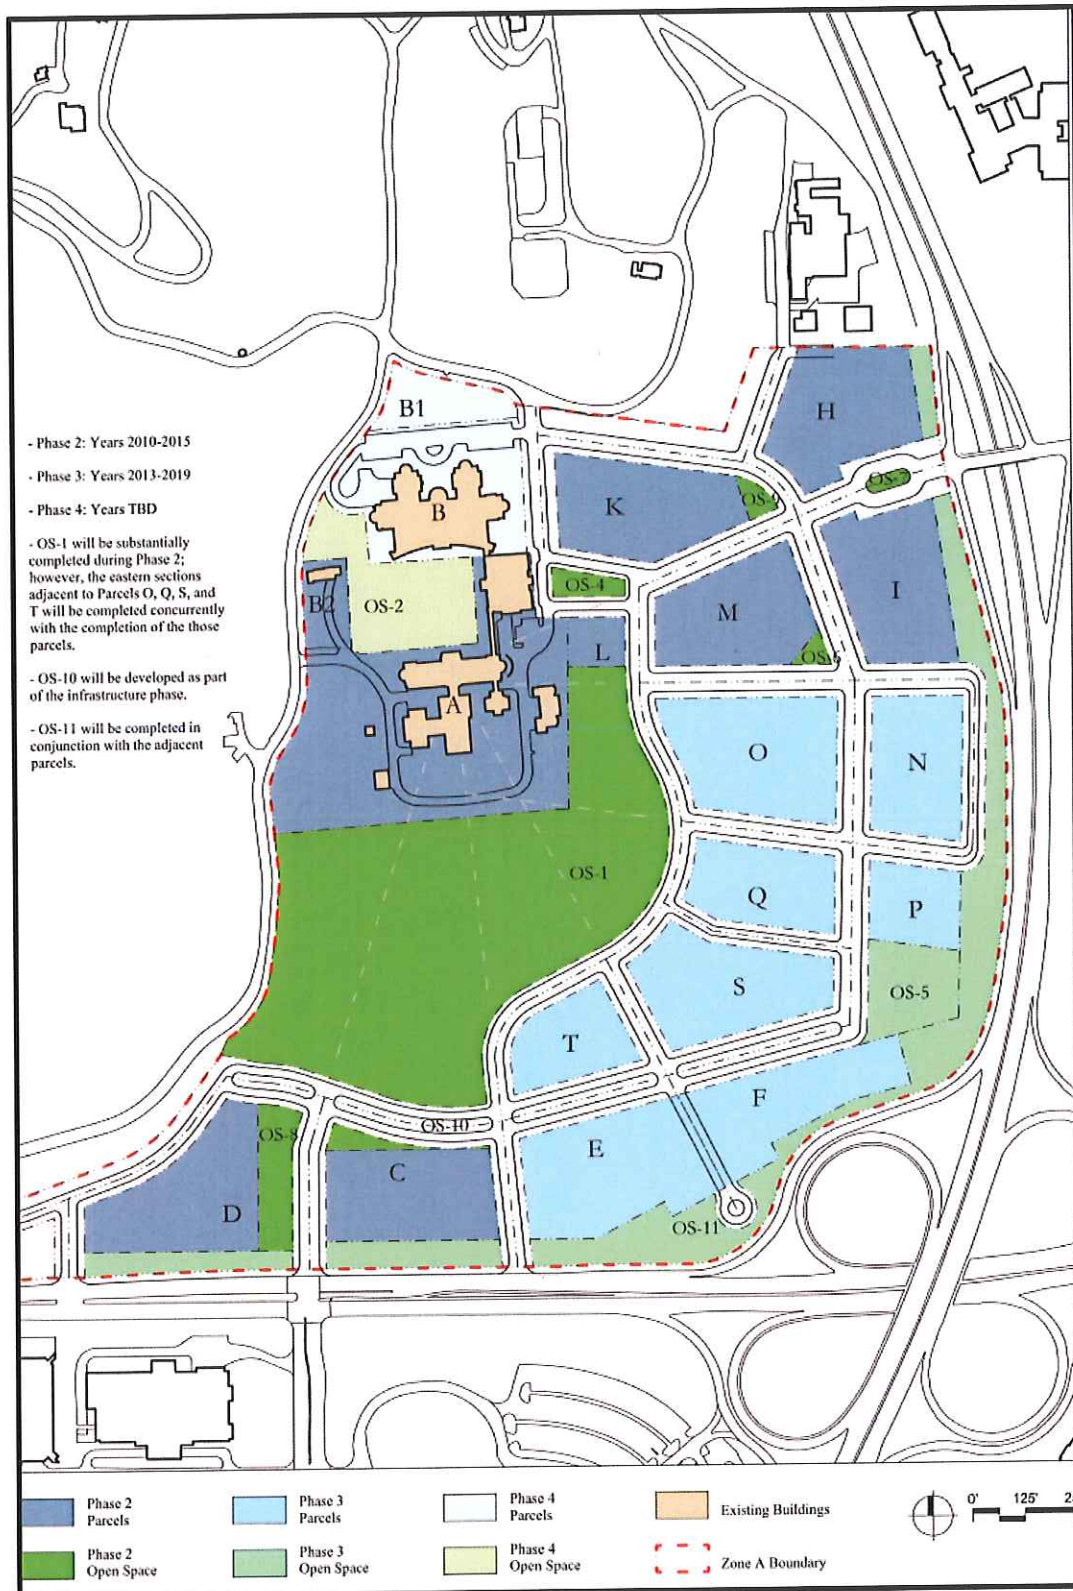 B1
H
- Phase 2: Years 2010-2015
- Phase 3: Years 2013-2019
- Phase 4: Years TBD
- OS-1 will be substantially
completed during Phase 2;
however, the eastern sections
adjacent to Parcels O, Q, S, and
T will be completed concurrently
with the completion of the those
parcels.
- OS-10 will be developed as part
of the infrastructure phase.
- OS-11 will be completed in
conjunction with the adjacent
parcels.
OS-7
OS-9
K
B
OS-4
I
B2
OS-2
M
L
A
O
N
OS-1
Q
P
S
OS-5
T
F
OS-10
OS-8
E
C
D
OS-11
Phase 2
Parcels
Phase 3
Parcels
Phase 4
Parcels
Existing Buildings
0' 125'
Phase 2
Open Space
Phase 3
Open Space
Phase 4
Open Space
Zone A Boundary